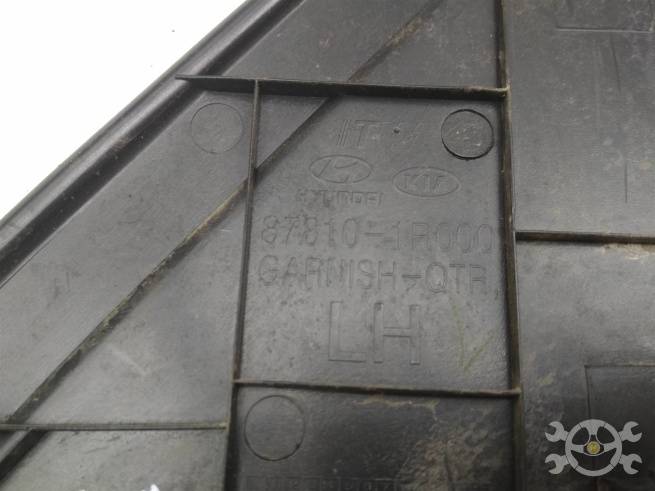 HYUNDAI KIA
87810-1R000
GARNISH-QTR
LH